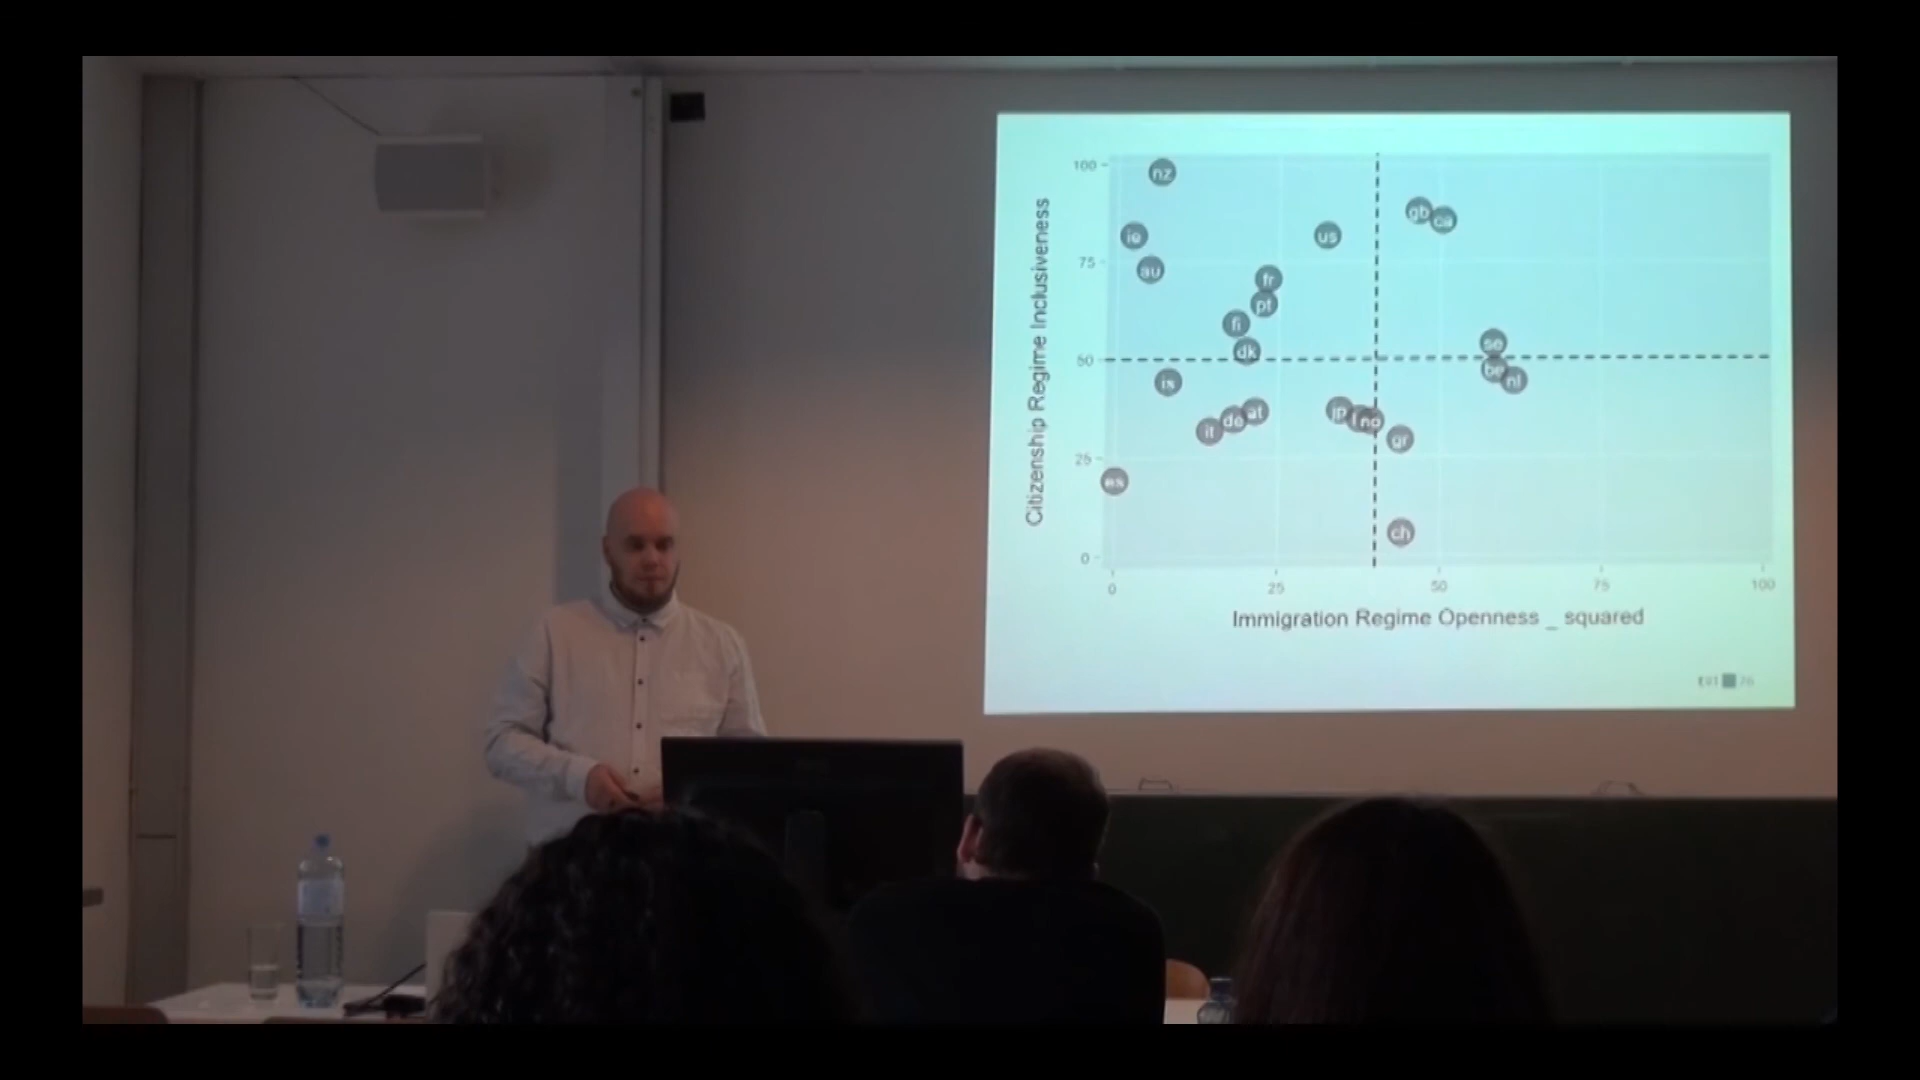 100
nz
gb
ca
ie
us
75
au
fr
pt
fi
se
dk
50
be
nl
is
at
jp
de
no
it
gr
25
es
ch
0
0 25 50 75 100
Citizenship Regime Inclusiveness
Immigration Regime Openness _ squared